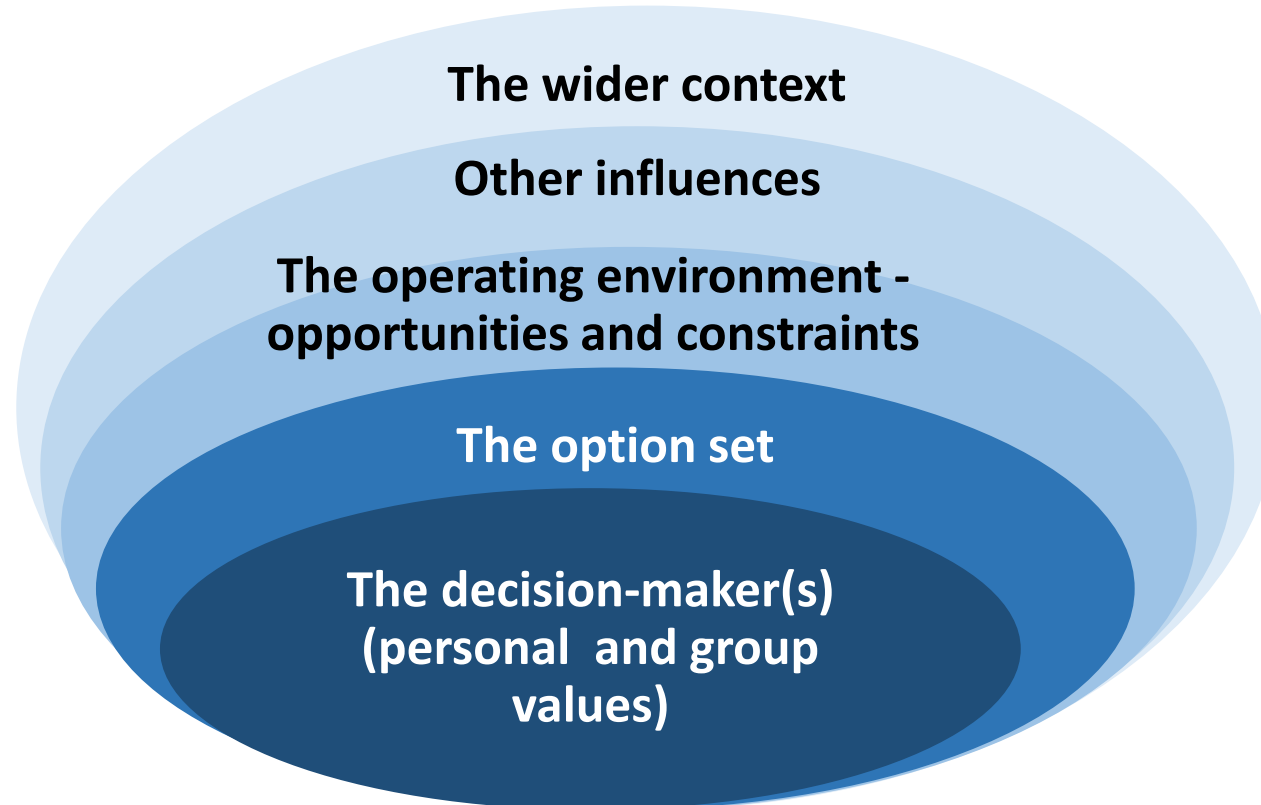 The wider context
Other influences
The operating environment -
opportunities and constraints
The option set
The decision-maker(s)
(personal  and group
values)